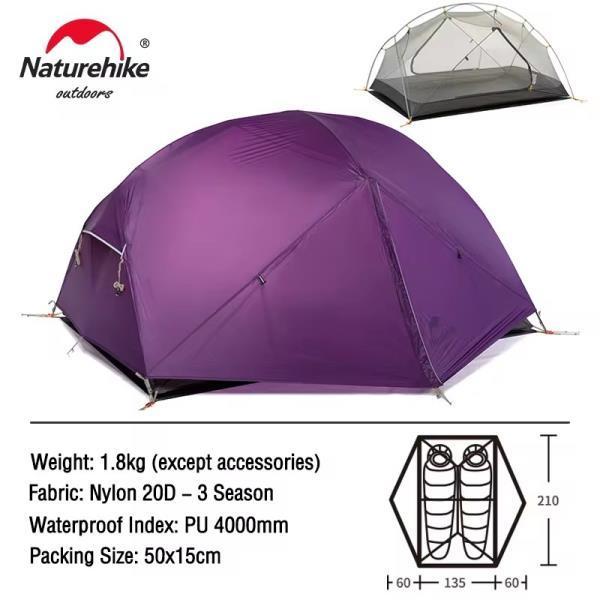 Naturehike®
outdoors
Naturehike
Weight: 1.8kg (except accessories)
Fabric: Nylon 20D – 3 Season
Waterproof Index: PU 4000mm
Packing Size: 50x15cm
210
60 135 60